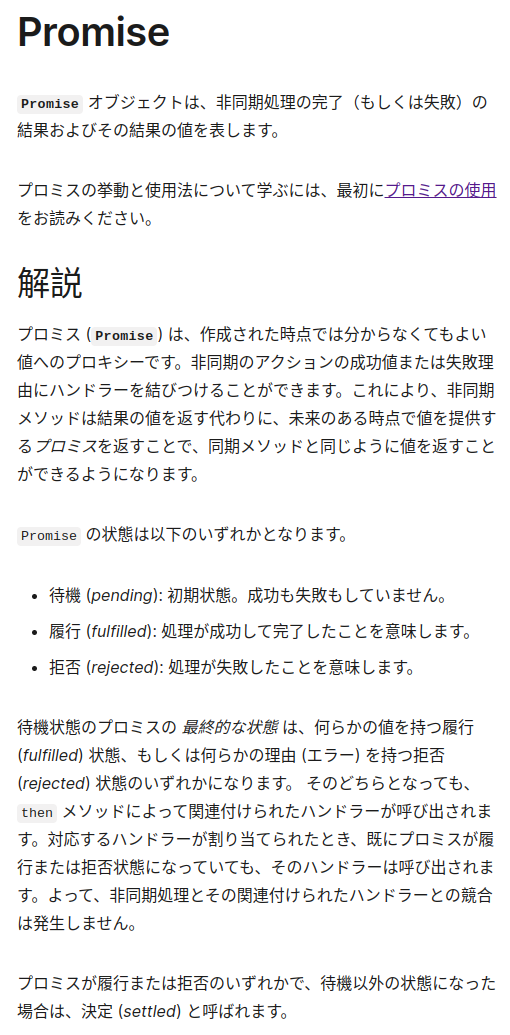 Promise
Promise オブジェクトは、非同期処理の完了（もしくは失敗）の
結果およびその結果の値を表します。
プロミスの挙動と使用法について学ぶには、最初にプロミスの使用
をお読みください。
解説
プロミス (Promise) は、作成された時点では分からなくてもよい
値へのプロキシーです。非同期のアクションの成功値または失敗理
由にハンドラーを結びつけることができます。これにより、非同期
メソッドは結果の値を返す代わりに、未来のある時点で値を提供す
るプロミスを返すことで、同期メソッドと同じように値を返すこと
ができるようになります。
Promise の状態は以下のいずれかとなります。
• 待機 (pending): 初期状態。成功も失敗もしていません。
• 履行 (fulfilled): 処理が成功して完了したことを意味します。
• 拒否 (rejected): 処理が失敗したことを意味します。
待機状態のプロミスの 最終的な状態 は、何らかの値を持つ履行
(fulfilled) 状態、もしくは何らかの理由 (エラー) を持つ拒否
(rejected) 状態のいずれかになります。 そのどちらとなっても、
then メソッドによって関連付けられたハンドラーが呼び出されま
す。対応するハンドラーが割り当てられたとき、既にプロミスが履
行または拒否状態になっていても、そのハンドラーは呼び出されま
す。よって、非同期処理とその関連付けられたハンドラーとの競合
は発生しません。
プロミスが履行または拒否のいずれかで、待機以外の状態になった
場合は、決定 (settled) と呼ばれます。